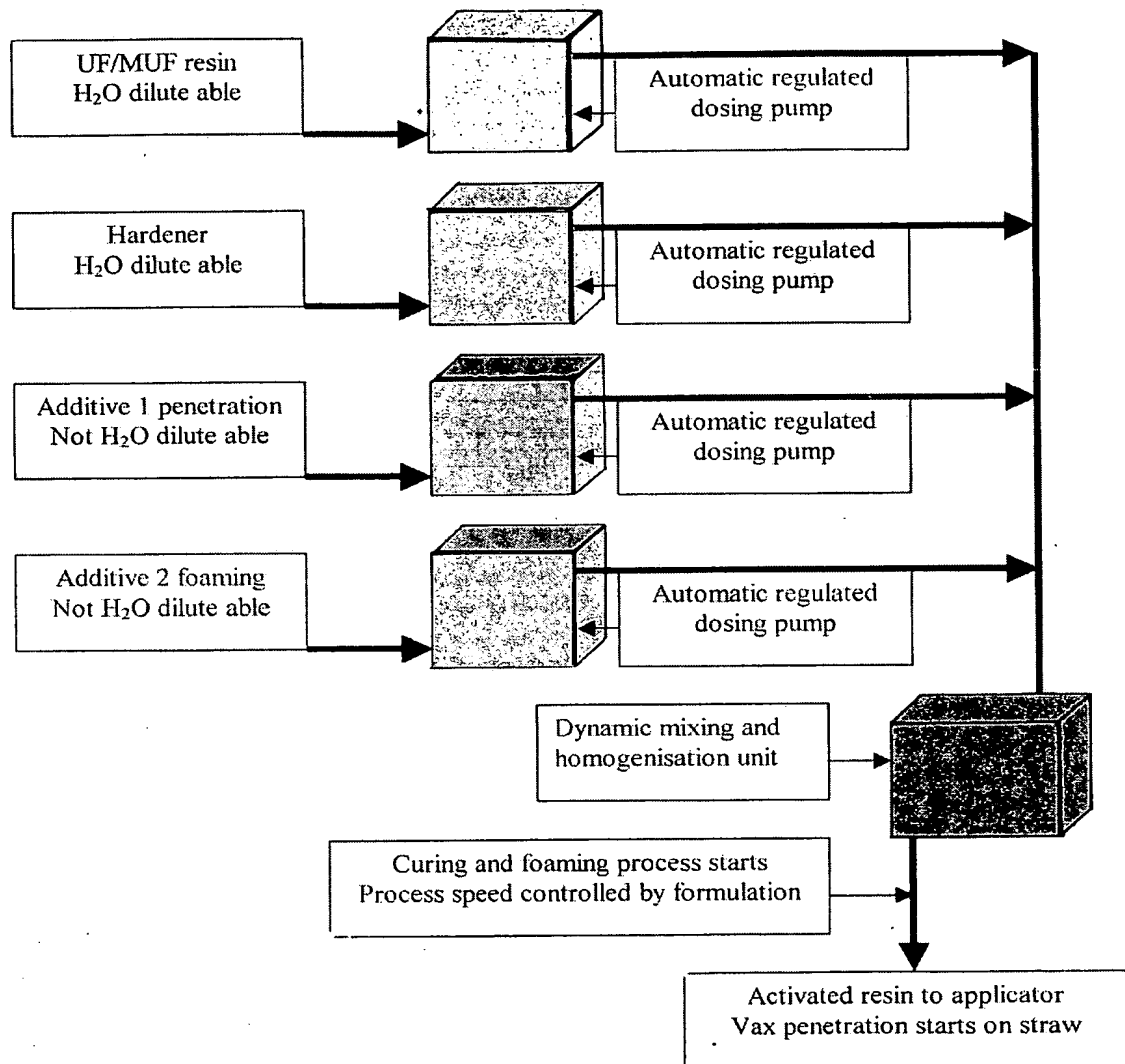 UF/MUF resin
H₂O dilute able
Automatic regulated
dosing pump
Hardener
H₂O dilute able
Automatic regulated
dosing pump
Additive 1 penetration
Not H₂O dilute able
Automatic regulated
dosing pump
Additive 2 foaming
Not H₂O dilute able
Automatic regulated
dosing pump
Dynamic mixing and
homogenisation unit
Curing and foaming process starts
Process speed controlled by formulation
Activated resin to applicator
Vax penetration starts on straw